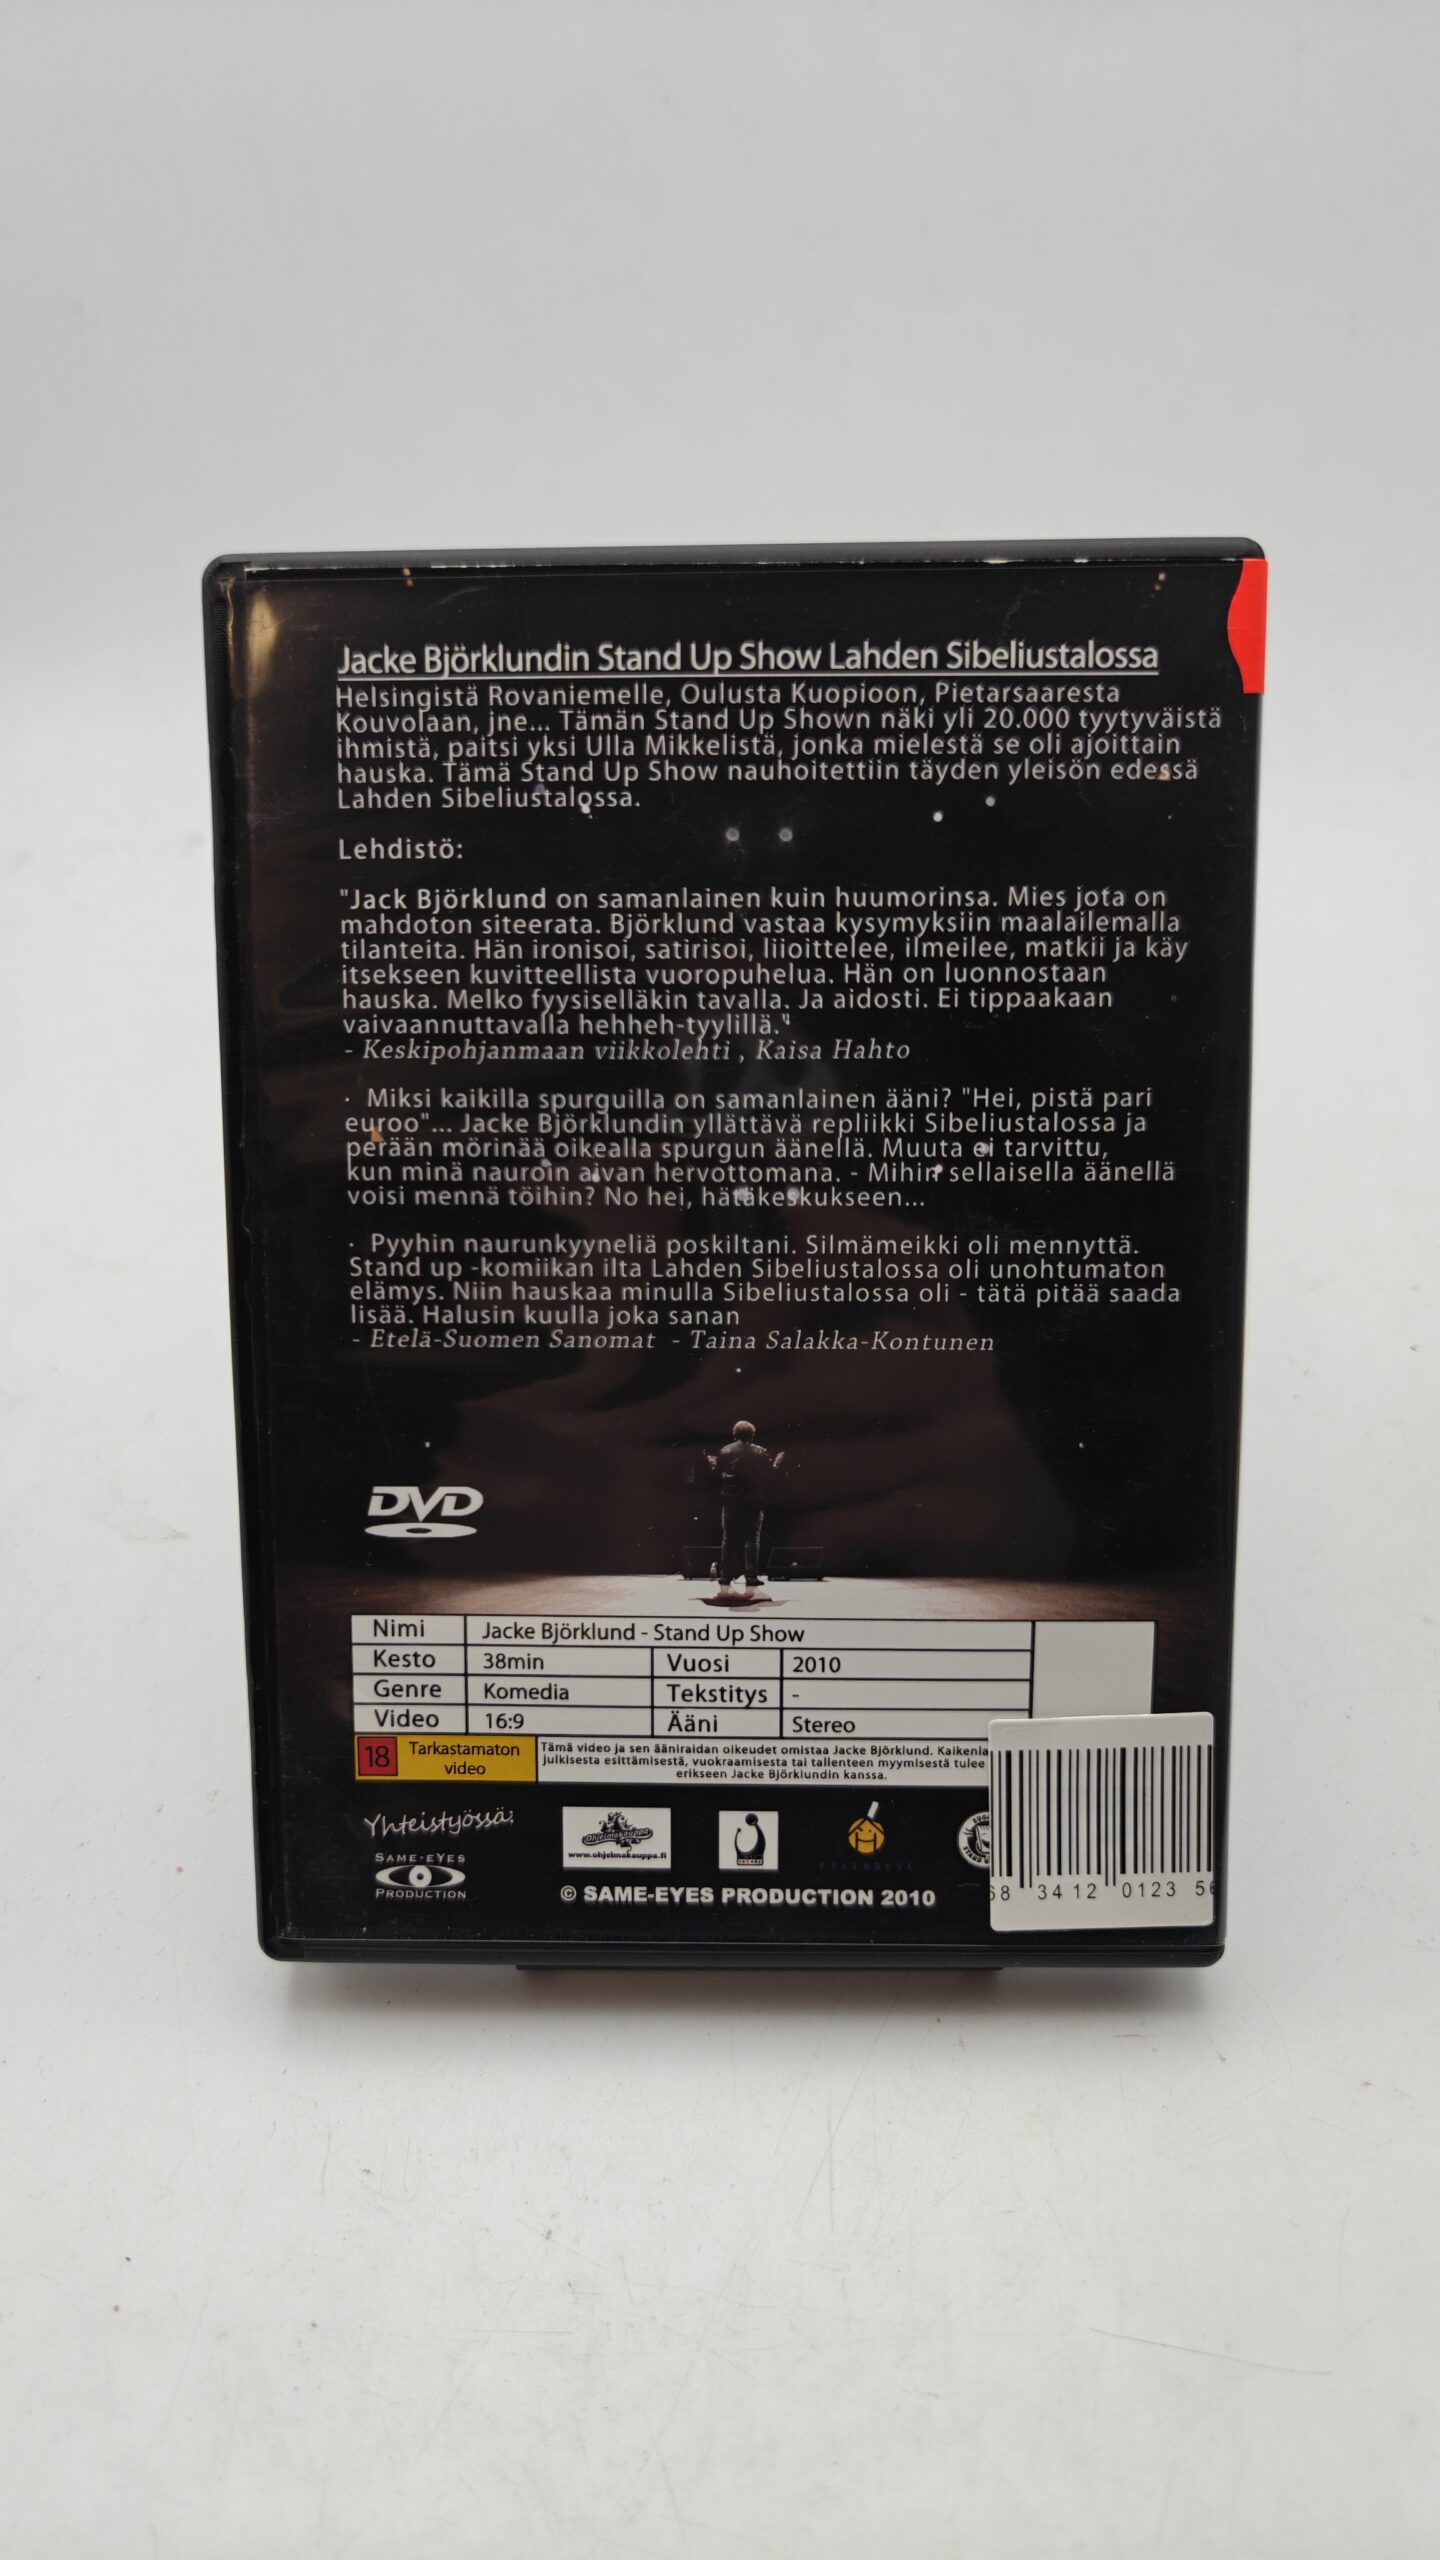 Jacke Björklundin Stand Up Show Lahden Sibeliustalossa
Helsingistä Rovaniemelle, Oulusta Kuopioon, Pietarsaaresta
Kouvolaan, jne... Tämän Stand Up Shown näki yli 20.000 tyytyväistä
ihmistä, paitsi yksi Ulla Mikkelistä, jonka mielestä se oli ajoittain
hauska. Tämä Stand Up Show nauhoitettiin täyden yleisön edessä
Lahden Sibeliustalossa.
Lehdistö:
"Jack Björklund on samanlainen kuin huumorinsa. Mies jota on
mahdoton siteerata. Björklund vastaa kysymyksiin maalailemalla
tilanteita. Hän ironisoi, satirisoi, liioittelee, ilmeilee, matkii ja käy
itsekseen kuvitteellista vuoropuhelua. Hän on luonnostaan
hauska. Melko fyysiselläkin tavalla. Ja aidosti. Ei tippaakaan
vaivaannuttavalla hehheh-tyylillä."
- Keskipohjanmaan viikkolehti , Kaisa Hahto
· Miksi kaikilla spurguilla on samanlainen ääni? "Hei, pistä pari
euroo"... Jacke Björklundin yllättävä repliikki Sibeliustalossa ja
perään mörinää oikealla spurgun äänellä. Muuta ei tarvittu,
kun minä nauroin aivan hervottomana. - Mihin sellaisella äänellä
voisi mennä töihin? No hei, hätäkeskukseen...
· Pyyhin naurunkyyneliä poskiltani. Silmämeikki oli mennyttä.
Stand up -komiikan ilta Lahden Sibeliustalossa oli unohtumaton
elämys. Niin hauskaa minulla Sibeliustalossa oli - tätä pitää saada
lisää. Halusin kuulla joka sanan
- Etelä-Suomen Sanomat - Taina Salakka-Kontunen
DVD
Nimi Jacke Björklund - Stand Up Show
Kesto 38min Vuosi 2010
Genre Komedia Tekstitys -
Video 16:9 Ääni Stereo
18 Tarkastamaton
video
Tämä video ja sen ääniraidan oikeudet omistaa Jacke Björklund. Kaikenla
julkisesta esittämisestä, vuokraamisesta tai tallenteen myymisestä tulee
erikseen Jacke Björklundin kanssa.
Yhteistyössä:
SAME-EYES
PRODUCTION
Ohjelmakauppa
www.ohjelmakauppa.fi
FULLHOUSE
© SAME-EYES PRODUCTION 2010
68 3412 0123 56